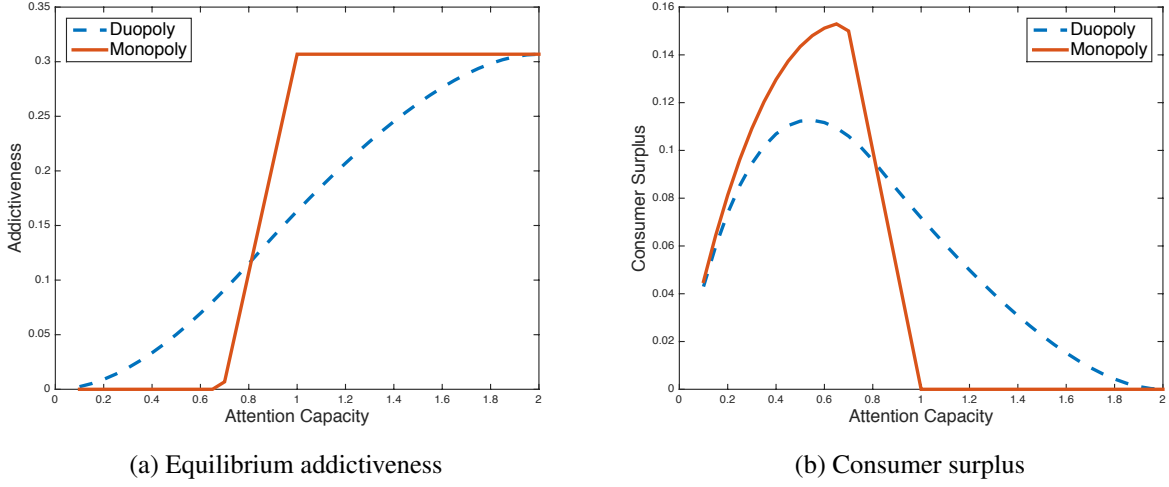 Duopoly
Monopoly
0.35
0.3
0.25
0.2
0.15
0.1
0.05
0
Addictiveness
0 0.2 0.4 0.6 0.8 1 1.2 1.4 1.6 1.8 2
Attention Capacity
(a) Equilibrium addictiveness
Duopoly
Monopoly
0.16
0.14
0.12
0.1
0.08
0.06
0.04
0.02
0
Consumer Surplus
0 0.2 0.4 0.6 0.8 1 1.2 1.4 1.6 1.8 2
Attention Capacity
(b) Consumer surplus